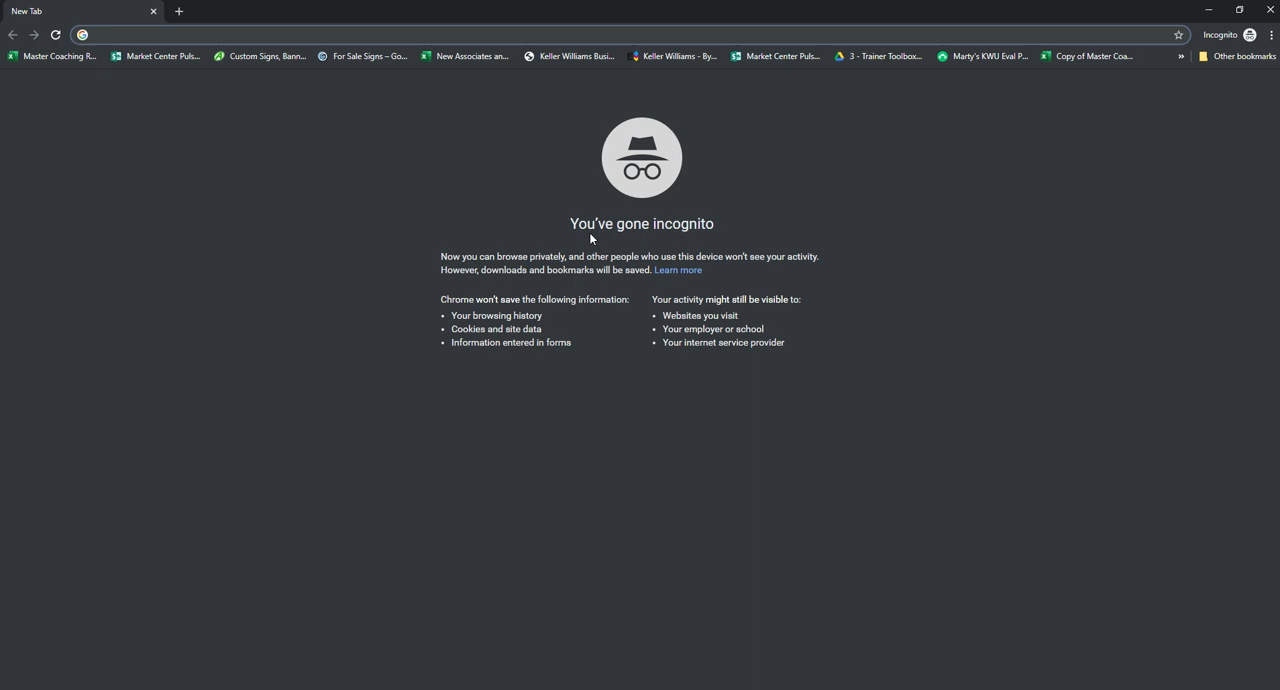 New Tab
Incognito
Master Coaching R...
Market Center Puls...
Custom Signs, Bann...
For Sale Signs – Go...
New Associates an...
Keller Williams Busi...
Keller Williams - By...
Market Center Puls...
3 - Trainer Toolbox...
Marty's KWU Eval P...
Copy of Master Coa...
»
Other bookmarks
You've gone incognito
Now you can browse privately, and other people who use this device won't see your activity.
However, downloads and bookmarks will be saved. Learn more
Chrome won't save the following information:
• Your browsing history
• Cookies and site data
• Information entered in forms
Your activity might still be visible to:
• Websites you visit
• Your employer or school
• Your internet service provider